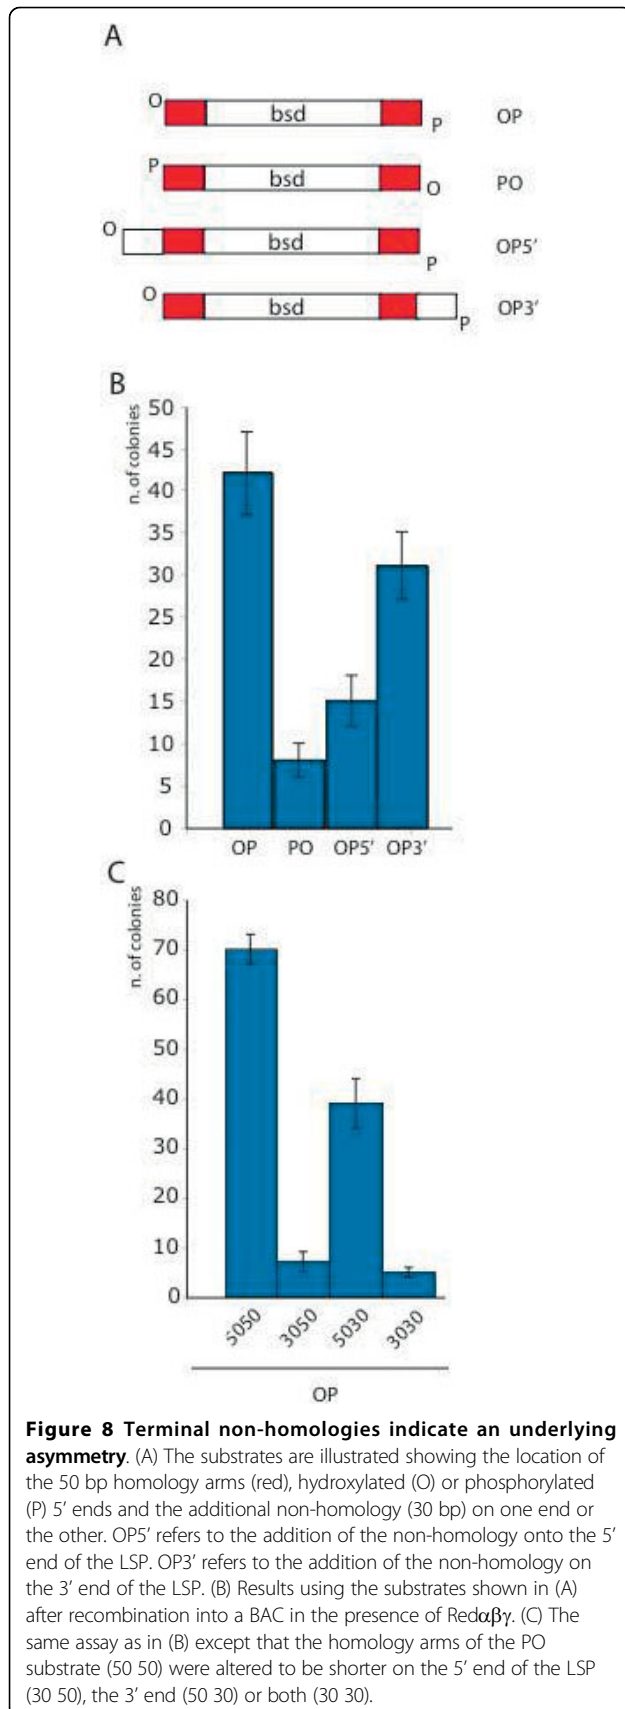 A
O
bsd
P
OP
P
bsd
O
PO
O
bsd
P
OP5′
O
bsd
P
OP3′
B
n. of colonies
50
45
40
35
30
25
20
15
10
5
0
OP PO OP5′ OP3′
C
n. of colonies
80
70
60
50
40
30
20
10
0
5050 3050 5030 3030
OP
Figure 8 Terminal non-homologies indicate an underlying
asymmetry. (A) The substrates are illustrated showing the location of
the 50 bp homology arms (red), hydroxylated (O) or phosphorylated
(P) 5′ ends and the additional non-homology (30 bp) on one end or
the other. OP5′ refers to the addition of the non-homology onto the 5′
end of the LSP. OP3′ refers to the addition of the non-homology on
the 3′ end of the LSP. (B) Results using the substrates shown in (A)
after recombination into a BAC in the presence of Redαβγ. (C) The
same assay as in (B) except that the homology arms of the PO
substrate (50 50) were altered to be shorter on the 5′ end of the LSP
(30 50), the 3′ end (50 30) or both (30 30).